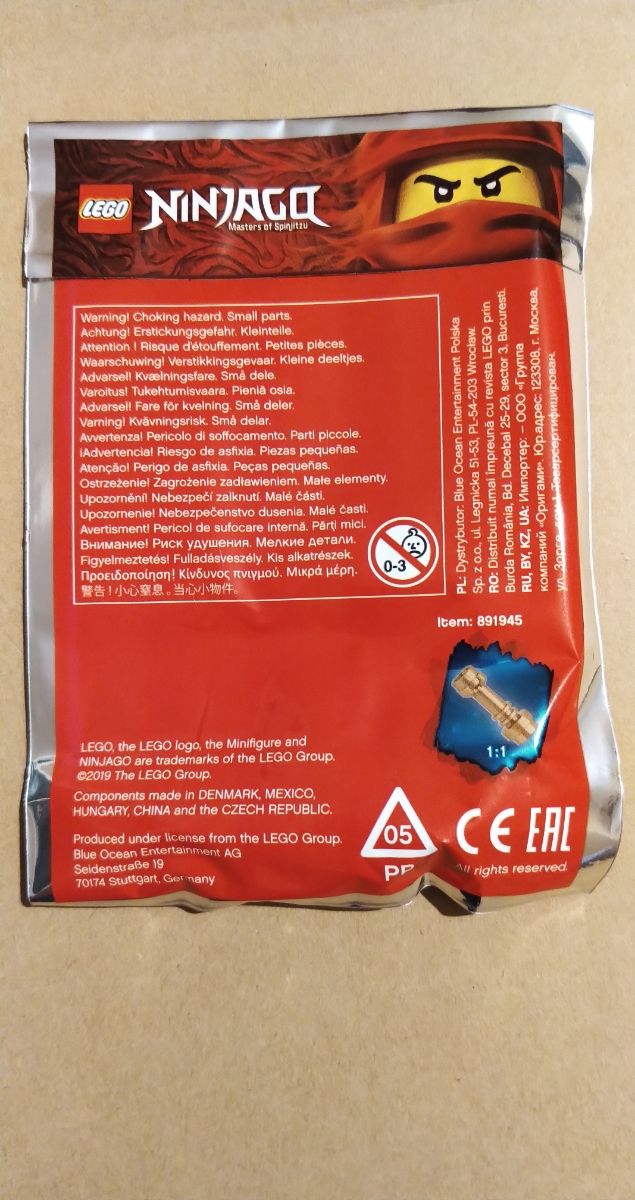 LEGO NINJAGO
Masters of Spinjitzu
Warning! Choking hazard. Small parts.
Achtung! Erstickungsgefahr. Kleinteile.
Attention ! Risque d'étouffement. Petites pièces.
Waarschuwing! Verstikkingsgevaar. Kleine deeltjes.
Advarsel! Kvælningsfare. Små dele.
Varoitus! Tukehtumisvaara. Pieniä osia.
Advarsel! Fare for kvelning. Små deler.
Varning! Kvävningsrisk. Små delar.
Avvertenza! Pericolo di soffocamento. Parti piccole.
¡Advertencia! Riesgo de asfixia. Piezas pequeñas.
Atenção! Perigo de asfixia. Peças pequeñas.
Ostrzeżenie! Zagrożenie zadławieniem. Małe elementy.
Upozornění! Nebezpečí zalknutí. Malé části.
Upozornenie! Nebezpečenstvo dusenia. Malé časti.
Avertisment! Pericol de sufocare internă. Părţi mici.
Внимание! Риск удушения. Мелкие детали.
Figyelmeztetés! Fulladásveszély. Kis alkatrészek.
Προειδοποίηση! Κίνδυνος πνιγμού. Μικρά μέρη.
警告！小心窒息。当心小物件。
0-3
PL: Dystrybutor: Blue Ocean Entertainment Polska
Sp. z o.o., ul. Legnicka 51-53, PL-54-203 Wrocław.
RO: Distribuit numai împreună cu revista LEGO prin
Burda România, Bd. Decebal 25-29, sector 3, Bucuresti.
RU, BY, KZ, UA: Импортер: – ООО «Группа
компаний «Оригами». Юр.адрес: 123308, г. Москва,
ул. Зорге, дом 1. Товар сертифицирован.
Item: 891945
1:1
LEGO, the LEGO logo, the Minifigure and
NINJAGO are trademarks of the LEGO Group.
©2019 The LEGO Group.
Components made in DENMARK, MEXICO,
HUNGARY, CHINA and the CZECH REPUBLIC.
Produced under license from the LEGO Group.
Blue Ocean Entertainment AG
Seidenstraße 19
70174 Stuttgart, Germany
05
PP
CE EAC
All rights reserved.